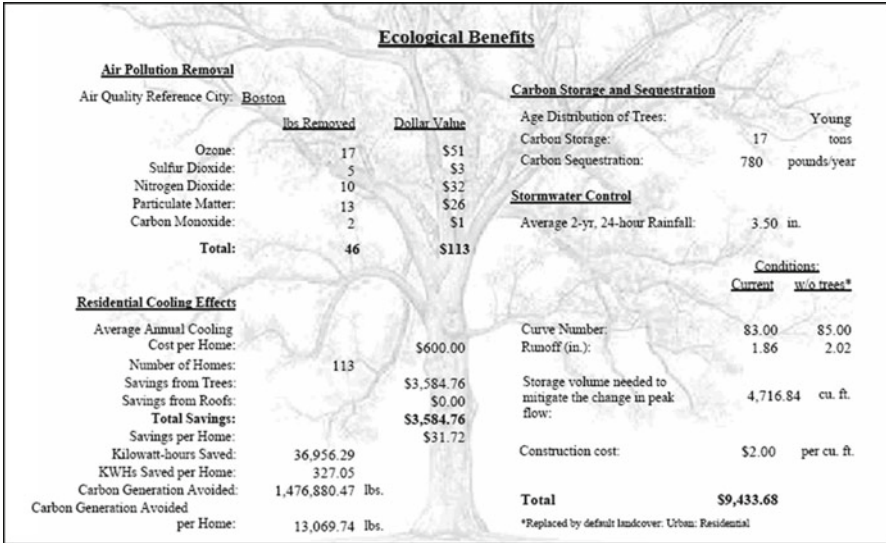 Ecological Benefits
Air Pollution Removal
Air Quality Reference City: Boston
lbs Removed Dollar Value
Ozone: 17 $51
Sulfur Dioxide: 5 $3
Nitrogen Dioxide: 10 $32
Particulate Matter: 13 $26
Carbon Monoxide: 2 $1
Total: 46 $113
Residential Cooling Effects
Average Annual Cooling
Cost per Home: $600.00
Number of Homes: 113
Savings from Trees: $3,584.76
Savings from Roofs: $0.00
Total Savings: $3,584.76
Savings per Home: $31.72
Kilowatt-hours Saved: 36,956.29
KWHs Saved per Home: 327.05
Carbon Generation Avoided: 1,476,880.47 lbs.
Carbon Generation Avoided
per Home: 13,069.74 lbs.
Carbon Storage and Sequestration
Age Distribution of Trees: Young
Carbon Storage: 17 tons
Carbon Sequestration: 780 pounds/year
Stormwater Control
Average 2-yr, 24-hour Rainfall: 3.50 in.
Conditions:
Current w/o trees*
Curve Number: 83.00 85.00
Runoff (in.): 1.86 2.02
Storage volume needed to
mitigate the change in peak 4,716.84 cu. ft.
flow:
Construction cost: $2.00 per cu. ft.
Total $9,433.68
*Replaced by default landcover: Urban: Residential